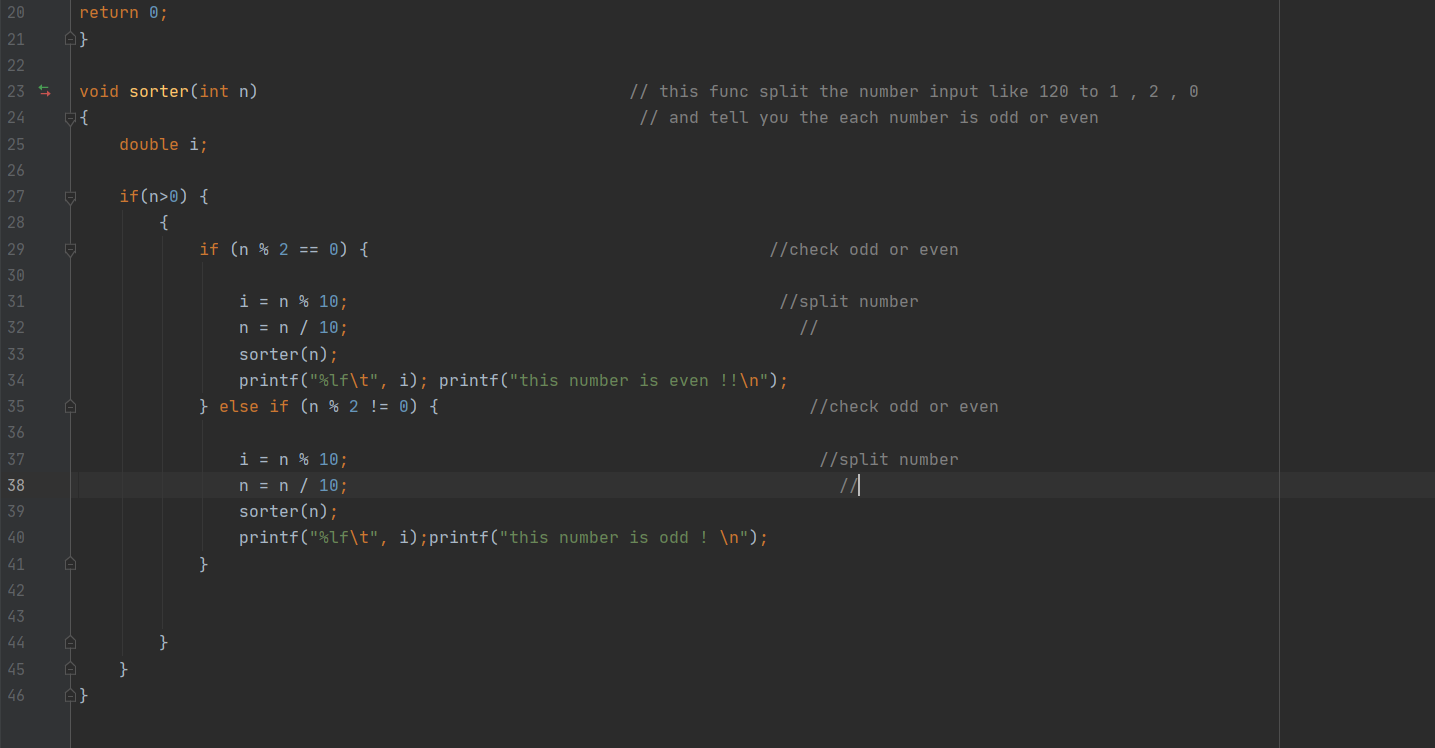 20 return 0;
21 }
22
23 void sorter(int n) // this func split the number input like 120 to 1 , 2 , 0
24 { // and tell you the each number is odd or even
25 double i;
26
27 if(n>0) {
28 {
29 if (n % 2 == 0) { //check odd or even
30
31 i = n % 10; //split number
32 n = n / 10; //
33 sorter(n);
34 printf("%lf\t", i); printf("this number is even !!\n");
35 } else if (n % 2 != 0) { //check odd or even
36
37 i = n % 10; //split number
38 n = n / 10; //
39 sorter(n);
40 printf("%lf\t", i);printf("this number is odd ! \n");
41 }
42
43
44 }
45 }
46 }